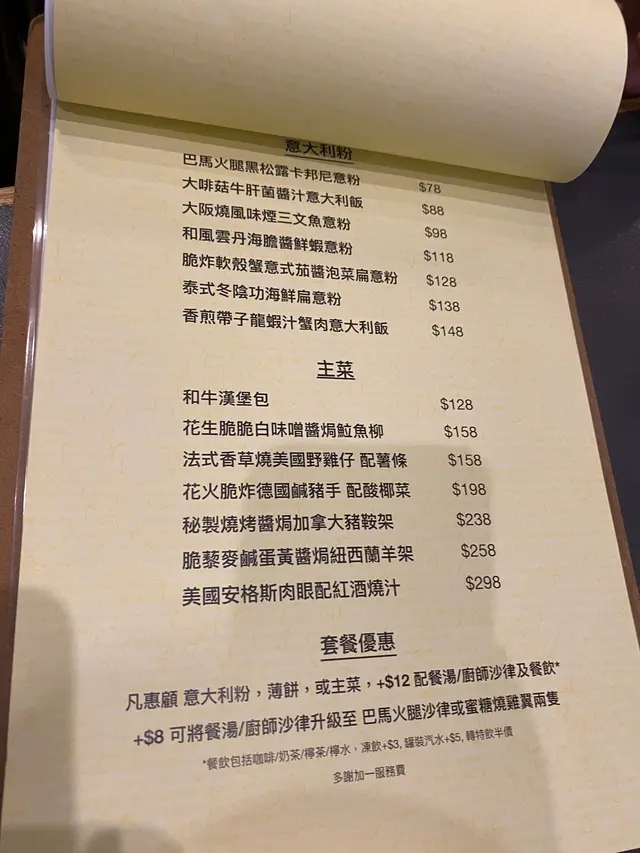 意大利粉
巴馬火腿黑松露卡邦尼意粉 $78
大啡菇牛肝菌醬汁意大利飯 $88
大阪燒風味煙三文魚意粉 $98
和風雲丹海膽醬鮮蝦意粉 $118
脆炸軟殼蟹意式茄醬泡菜扁意粉 $128
泰式冬陰功海鮮扁意粉 $138
香煎帶子龍蝦汁蟹肉意大利飯 $148
主菜
和牛漢堡包 $128
花生脆脆白味噌醬焗魚立魚柳 $158
法式香草燒美國野雞仔 配薯條 $158
花火脆炸德國鹹豬手 配酸椰菜 $198
秘製燒烤醬焗加拿大豬鞍架 $238
脆藜麥鹹蛋黃醬焗紐西蘭羊架 $258
美國安格斯肉眼配紅酒燒汁 $298
套餐優惠
凡惠顧 意大利粉，薄餅，或主菜，+$12 配餐湯/廚師沙律及餐飲*
+$8 可將餐湯/廚師沙律升級至 巴馬火腿沙律或蜜糖燒雞翼兩隻
*餐飲包括咖啡/奶茶/檸茶/檸水，凍飲+$3, 罐裝汽水+$5, 轉特飲半價
多謝加一服務費